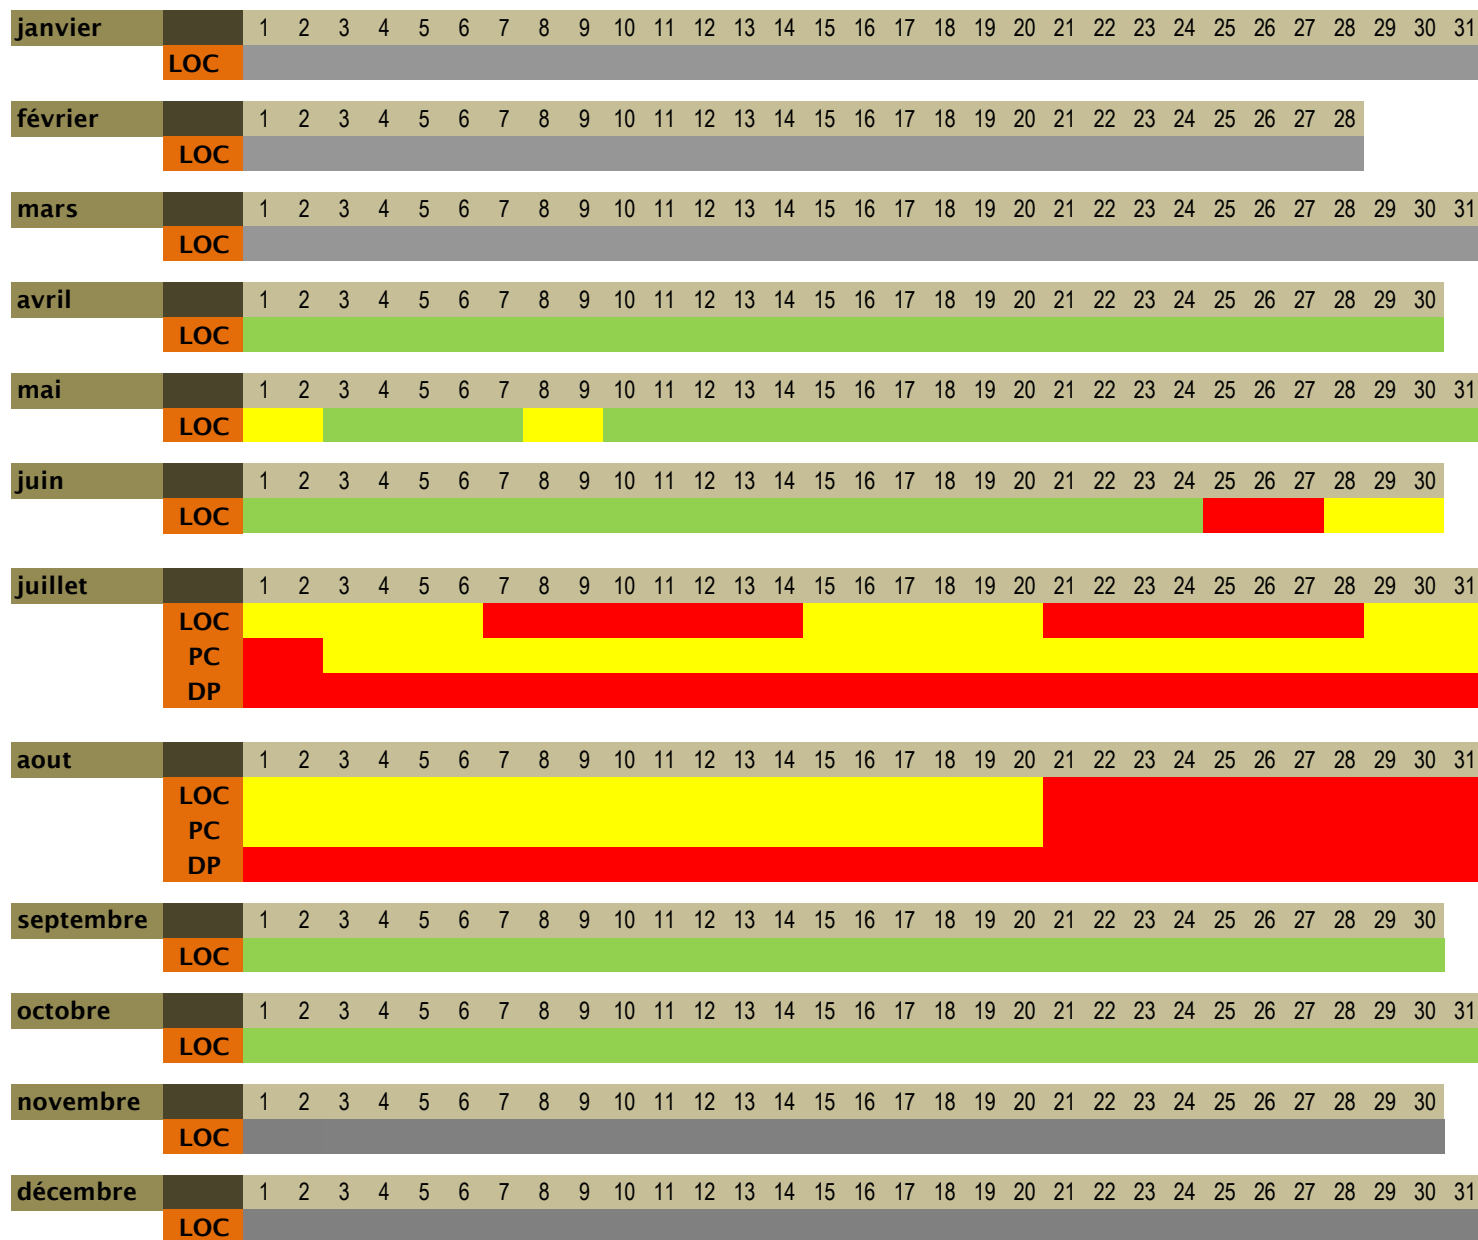 janvier 1 2 3 4 5 6 7 8 9 10 11 12 13 14 15 16 17 18 19 20 21 22 23 24 25 26 27 28 29 30 31
LOC
février 1 2 3 4 5 6 7 8 9 10 11 12 13 14 15 16 17 18 19 20 21 22 23 24 25 26 27 28
LOC
mars 1 2 3 4 5 6 7 8 9 10 11 12 13 14 15 16 17 18 19 20 21 22 23 24 25 26 27 28 29 30 31
LOC
avril 1 2 3 4 5 6 7 8 9 10 11 12 13 14 15 16 17 18 19 20 21 22 23 24 25 26 27 28 29 30
LOC
mai 1 2 3 4 5 6 7 8 9 10 11 12 13 14 15 16 17 18 19 20 21 22 23 24 25 26 27 28 29 30 31
LOC
juin 1 2 3 4 5 6 7 8 9 10 11 12 13 14 15 16 17 18 19 20 21 22 23 24 25 26 27 28 29 30
LOC
juillet 1 2 3 4 5 6 7 8 9 10 11 12 13 14 15 16 17 18 19 20 21 22 23 24 25 26 27 28 29 30 31
LOC
PC
DP
aout 1 2 3 4 5 6 7 8 9 10 11 12 13 14 15 16 17 18 19 20 21 22 23 24 25 26 27 28 29 30 31
LOC
PC
DP
septembre 1 2 3 4 5 6 7 8 9 10 11 12 13 14 15 16 17 18 19 20 21 22 23 24 25 26 27 28 29 30
LOC
octobre 1 2 3 4 5 6 7 8 9 10 11 12 13 14 15 16 17 18 19 20 21 22 23 24 25 26 27 28 29 30 31
LOC
novembre 1 2 3 4 5 6 7 8 9 10 11 12 13 14 15 16 17 18 19 20 21 22 23 24 25 26 27 28 29 30
LOC
décembre 1 2 3 4 5 6 7 8 9 10 11 12 13 14 15 16 17 18 19 20 21 22 23 24 25 26 27 28 29 30 31
LOC